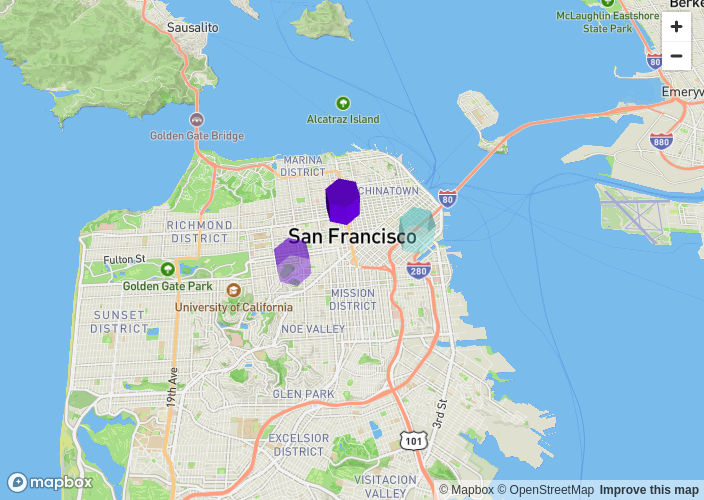 McLaughlin Eastshore
State Park
Sausalito
+
80
−
Emeryv
Alcatraz Island
Golden Gate Bridge
880
MARINA
DISTRICT
CHINATOWN
80
RICHMOND
DISTRICT
San Francisco
Fulton St
280
Golden Gate Park
University of California
MISSION
DISTRICT
SUNSET
DISTRICT
NOE VALLEY
19th Ave
GLEN PARK
3rd St
EXCELSIOR
DISTRICT
101
VISITACION
VALLEY
mapbox
© Mapbox © OpenStreetMap Improve this map